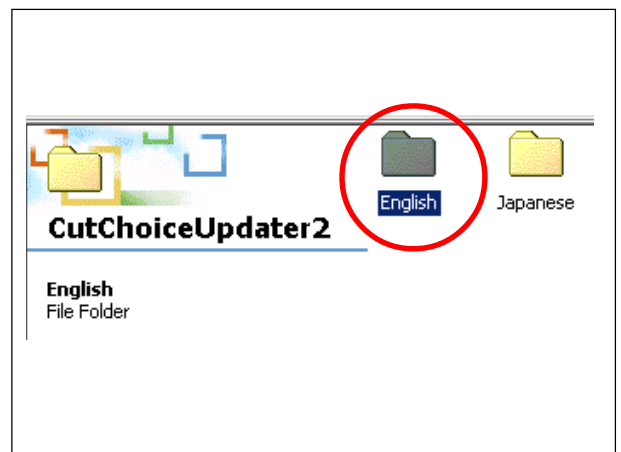 English
Japanese
CutChoiceUpdater2
English
File Folder